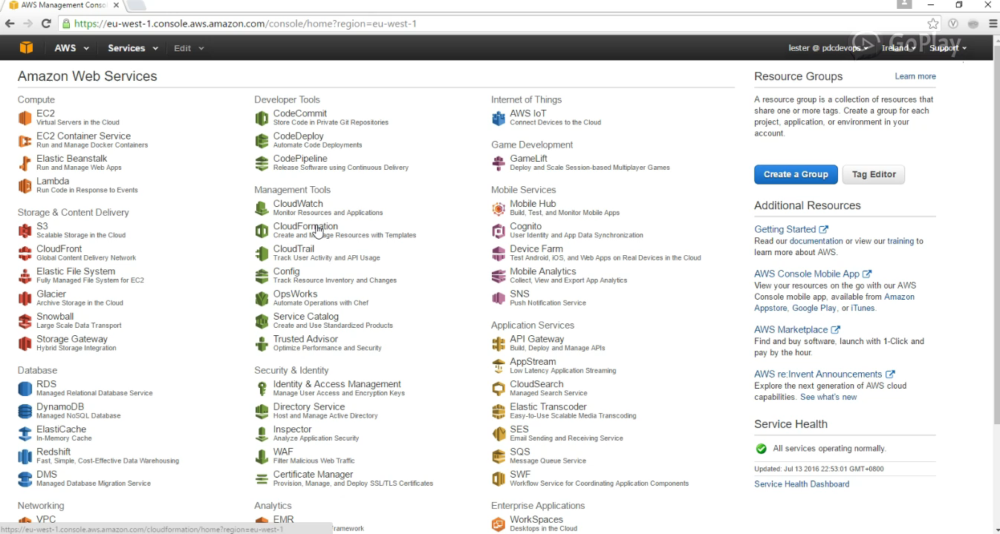 AWS Management Conso
https://eu-west-1.console.aws.amazon.com/console/home?region=eu-west-1
AWS
Services
Edit
lester @ pdcdevops
Ireland
Support
GoPlay
Amazon Web Services
Compute
EC2
Virtual Servers in the Cloud
EC2 Container Service
Run and Manage Docker Containers
Elastic Beanstalk
Run and Manage Web Apps
Lambda
Run Code in Response to Events
Storage & Content Delivery
S3
Scalable Storage in the Cloud
CloudFront
Global Content Delivery Network
Elastic File System
Fully Managed File System for EC2
Glacier
Archive Storage in the Cloud
Snowball
Large Scale Data Transport
Storage Gateway
Hybrid Storage Integration
Database
RDS
Managed Relational Database Service
DynamoDB
Managed NoSQL Database
ElastiCache
In-Memory Cache
Redshift
Fast, Simple, Cost-Effective Data Warehousing
DMS
Managed Database Migration Service
Networking
VPC
Developer Tools
CodeCommit
Store Code in Private Git Repositories
CodeDeploy
Automate Code Deployments
CodePipeline
Release Software using Continuous Delivery
Management Tools
CloudWatch
Monitor Resources and Applications
CloudFormation
Create and Manage Resources with Templates
CloudTrail
Track User Activity and API Usage
Config
Track Resource Inventory and Changes
OpsWorks
Automate Operations with Chef
Service Catalog
Create and Use Standardized Products
Trusted Advisor
Optimize Performance and Security
Security & Identity
Identity & Access Management
Manage User Access and Encryption Keys
Directory Service
Host and Manage Active Directory
Inspector
Analyze Application Security
WAF
Filter Malicious Web Traffic
Certificate Manager
Provision, Manage, and Deploy SSL/TLS Certificates
Analytics
EMR
Framework
Internet of Things
AWS IoT
Connect Devices to the Cloud
Game Development
GameLift
Deploy and Scale Session-based Multiplayer Games
Mobile Services
Mobile Hub
Build, Test, and Monitor Mobile Apps
Cognito
User Identity and App Data Synchronization
Device Farm
Test Android, iOS, and Web Apps on Real Devices in the Cloud
Mobile Analytics
Collect, View and Export App Analytics
SNS
Push Notification Service
Application Services
API Gateway
Build, Deploy and Manage APIs
AppStream
Low Latency Application Streaming
CloudSearch
Managed Search Service
Elastic Transcoder
Easy-to-Use Scalable Media Transcoding
SES
Email Sending and Receiving Service
SQS
Message Queue Service
SWF
Workflow Service for Coordinating Application Components
Enterprise Applications
WorkSpaces
Desktops in the Cloud
Resource Groups
Learn more
A resource group is a collection of resources that
share one or more tags. Create a group for each
project, application, or environment in your
account.
Create a Group
Tag Editor
Additional Resources
Getting Started
Read our documentation or view our training to
learn more about AWS.
AWS Console Mobile App
View your resources on the go with our AWS
Console mobile app, available from Amazon
Appstore, Google Play, or iTunes.
AWS Marketplace
Find and buy software, launch with 1-Click and
pay by the hour.
AWS re:Invent Announcements
Explore the next generation of AWS cloud
capabilities. See what's new
Service Health
All services operating normally.
Updated: Jul 13 2016 22:53:01 GMT+0800
Service Health Dashboard
https://eu-west-1.console.aws.amazon.com/cloudformation/home?region=eu-west-1